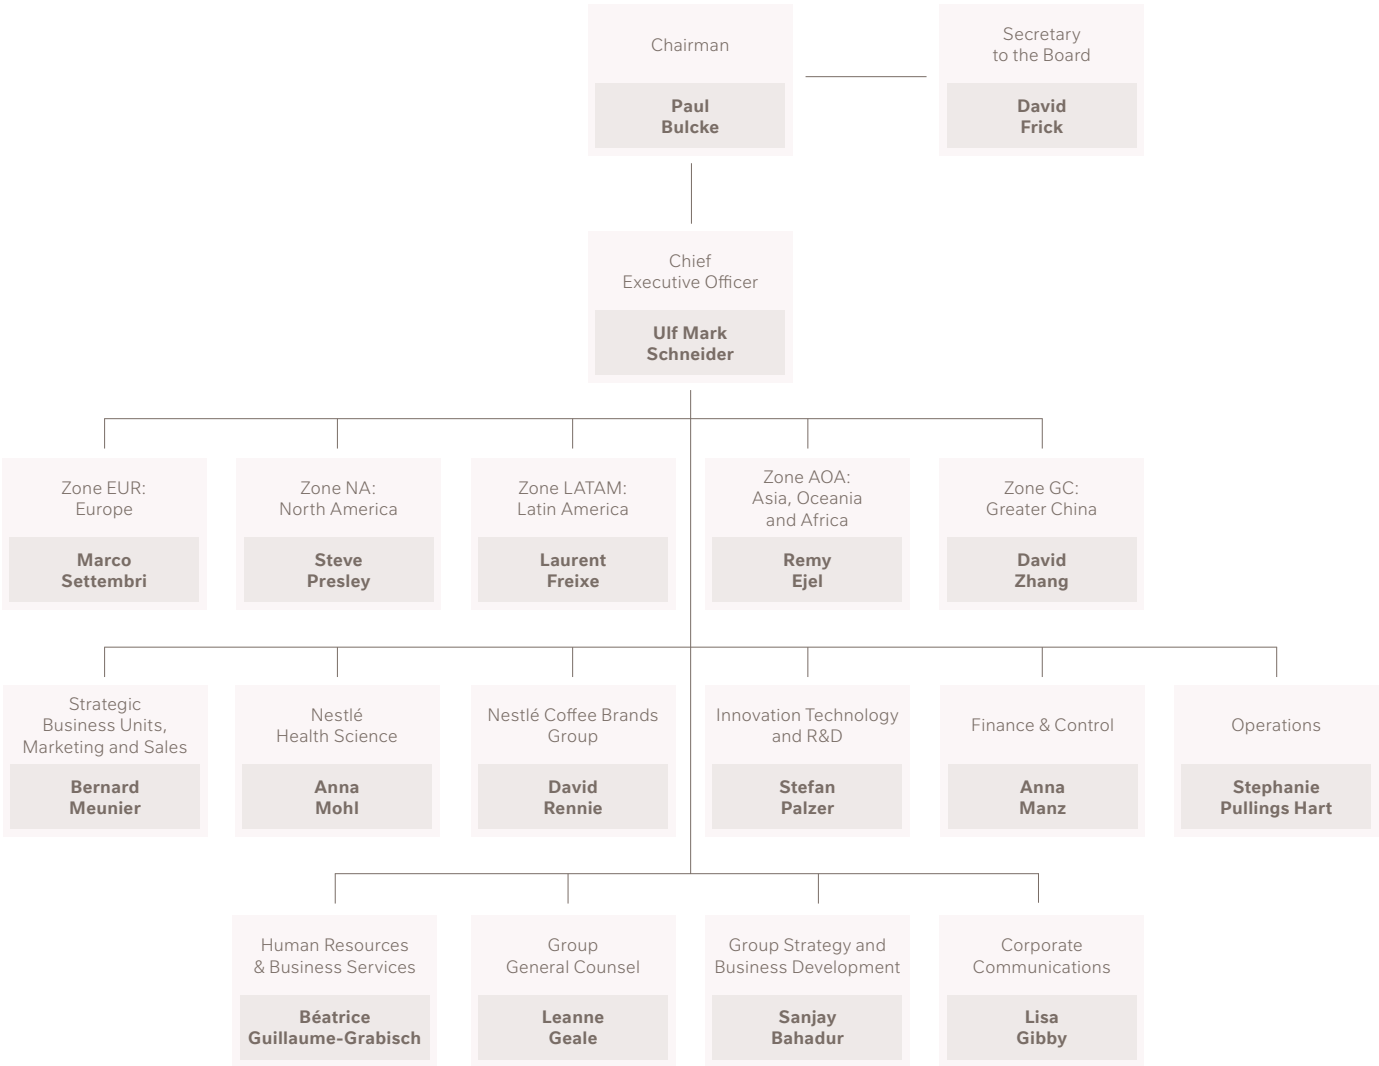 Chairman
Paul
Bulcke
Secretary
to the Board
David
Frick
Chief
Executive Officer
Ulf Mark
Schneider
Zone EUR:
Europe
Marco
Settembri
Zone NA:
North America
Steve
Presley
Zone LATAM:
Latin America
Laurent
Freixe
Zone AOA:
Asia, Oceania
and Africa
Remy
Ejel
Zone GC:
Greater China
David
Zhang
Strategic
Business Units,
Marketing and Sales
Bernard
Meunier
Nestlé
Health Science
Anna
Mohl
Nestlé Coffee Brands
Group
David
Rennie
Innovation Technology
and R&D
Stefan
Palzer
Finance & Control
Anna
Manz
Operations
Stephanie
Pullings Hart
Human Resources
& Business Services
Béatrice
Guillaume-Grabisch
Group
General Counsel
Leanne
Geale
Group Strategy and
Business Development
Sanjay
Bahadur
Corporate
Communications
Lisa
Gibby